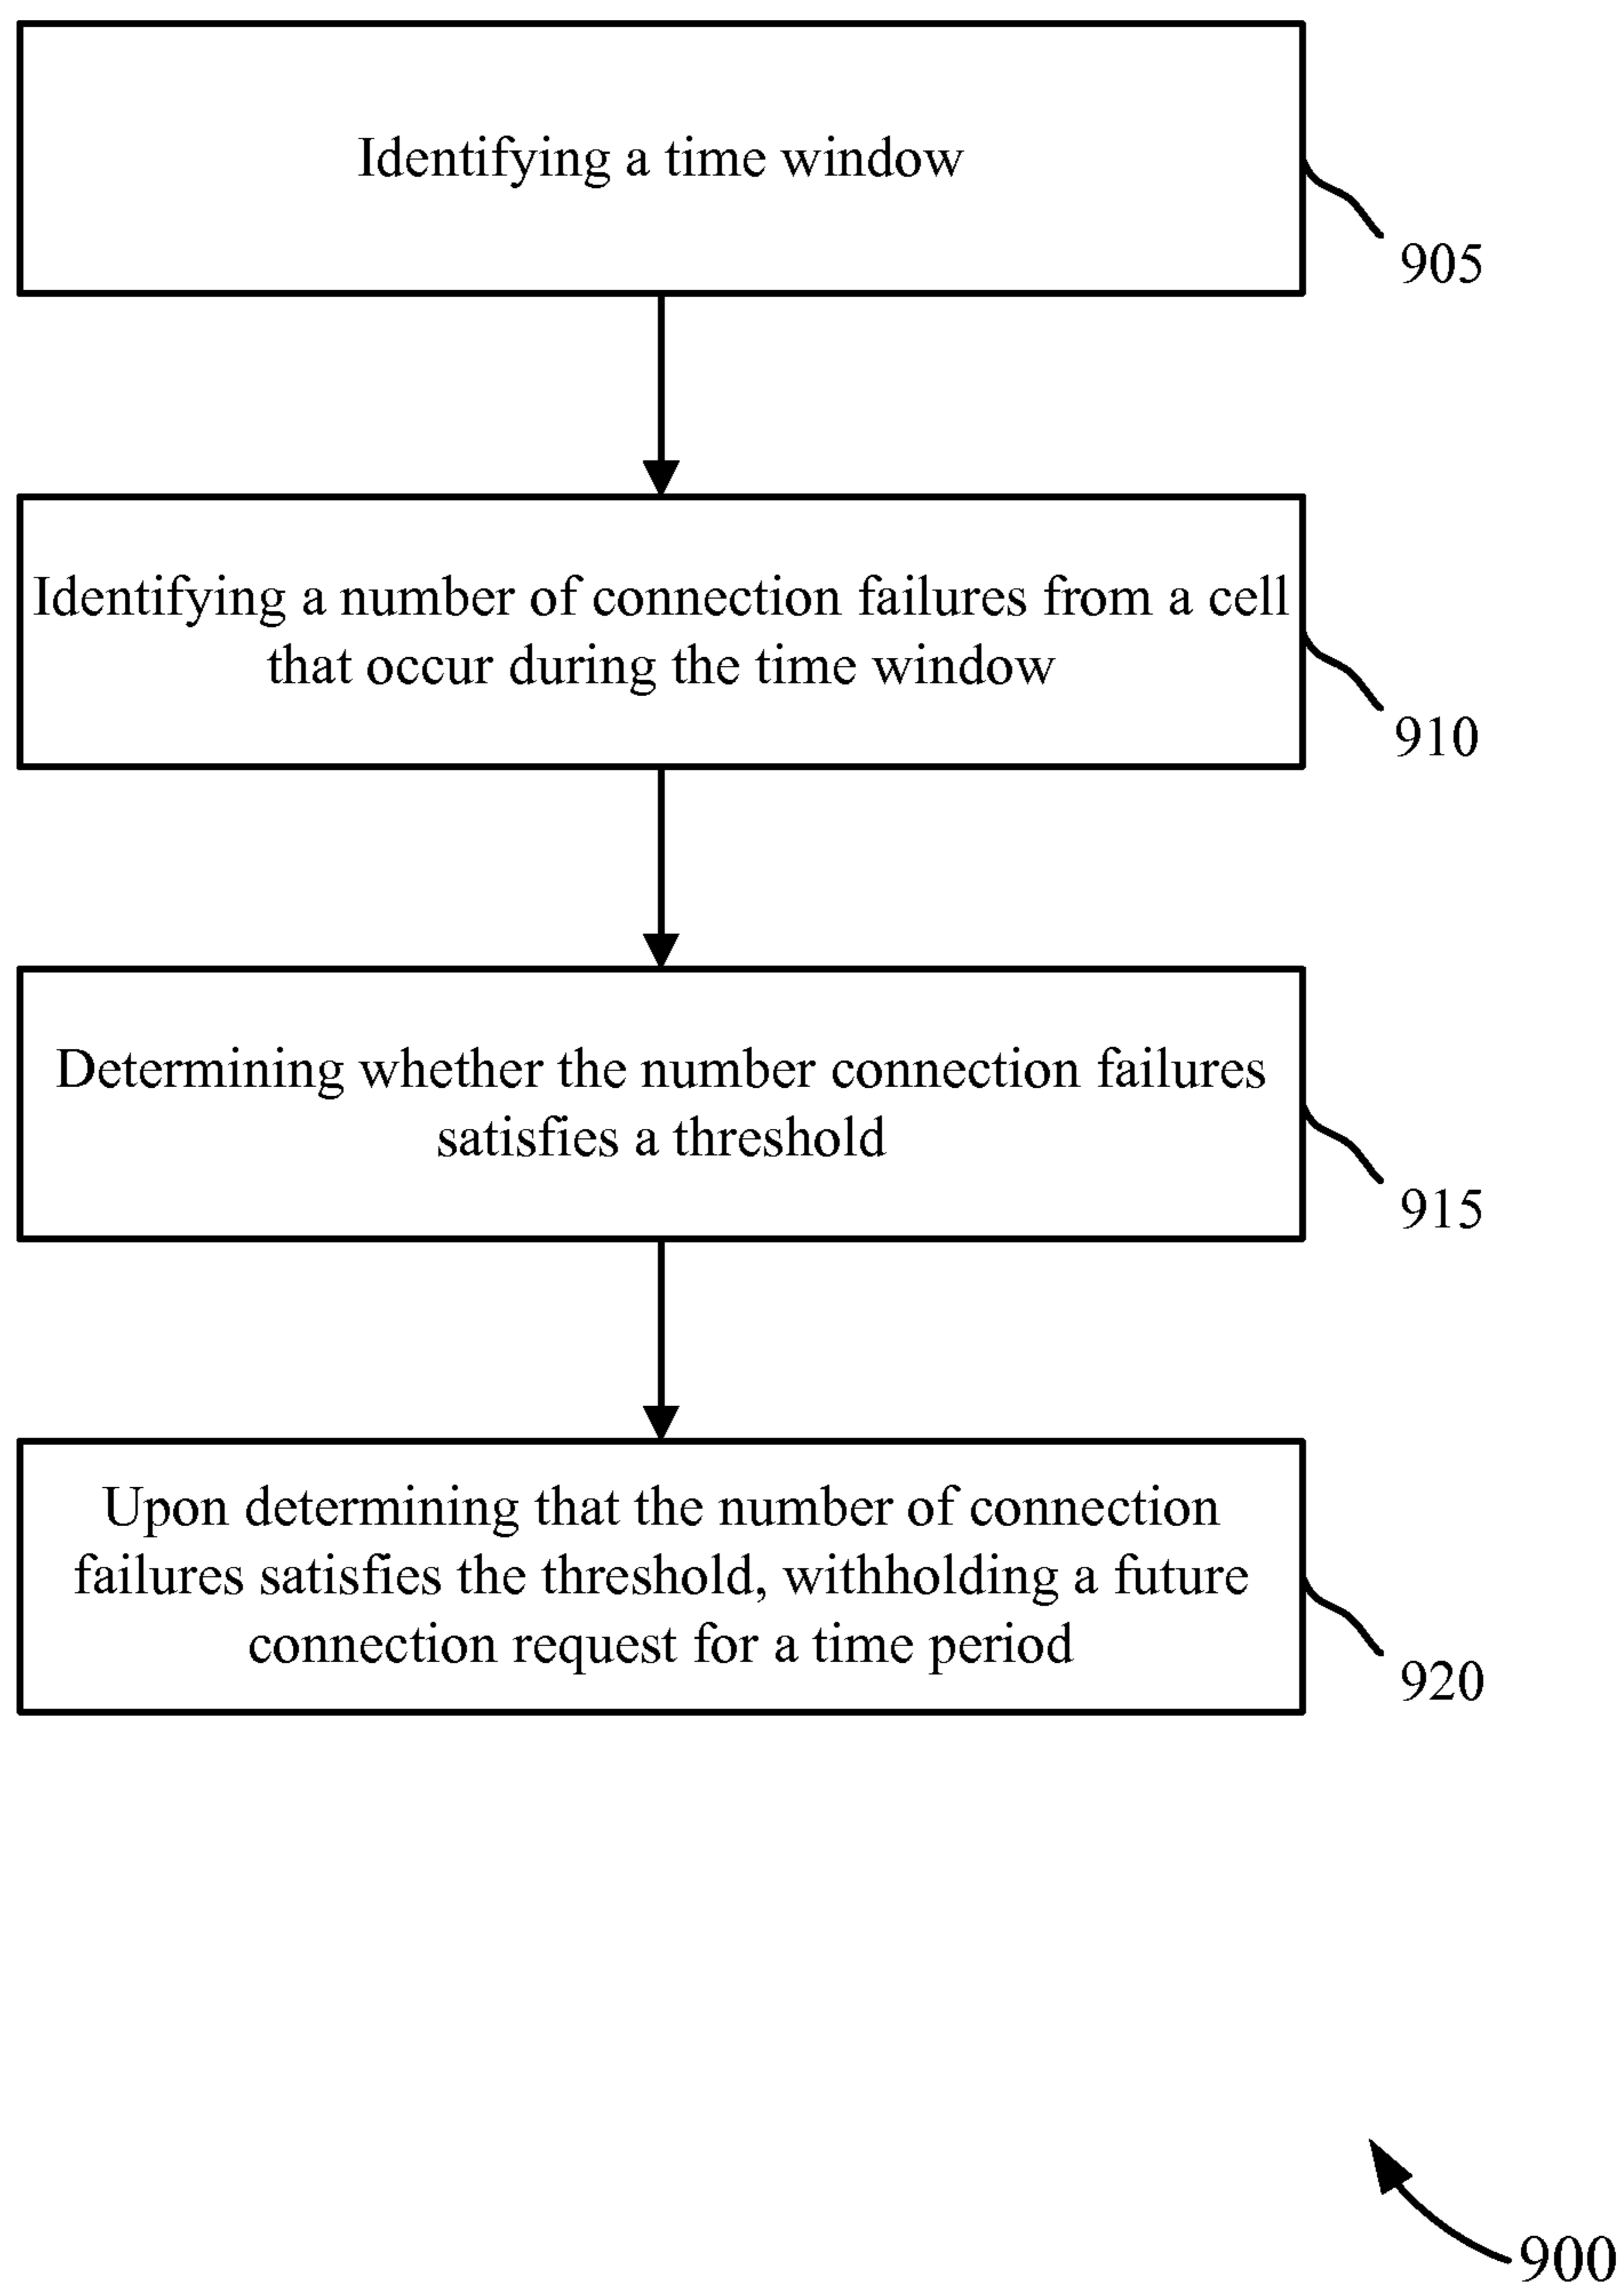 Identifying a time window
905
Identifying a number of connection failures from a cell
that occur during the time window
910
Determining whether the number connection failures
satisfies a threshold
915
Upon determining that the number of connection
failures satisfies the threshold, withholding a future
connection request for a time period
920
900